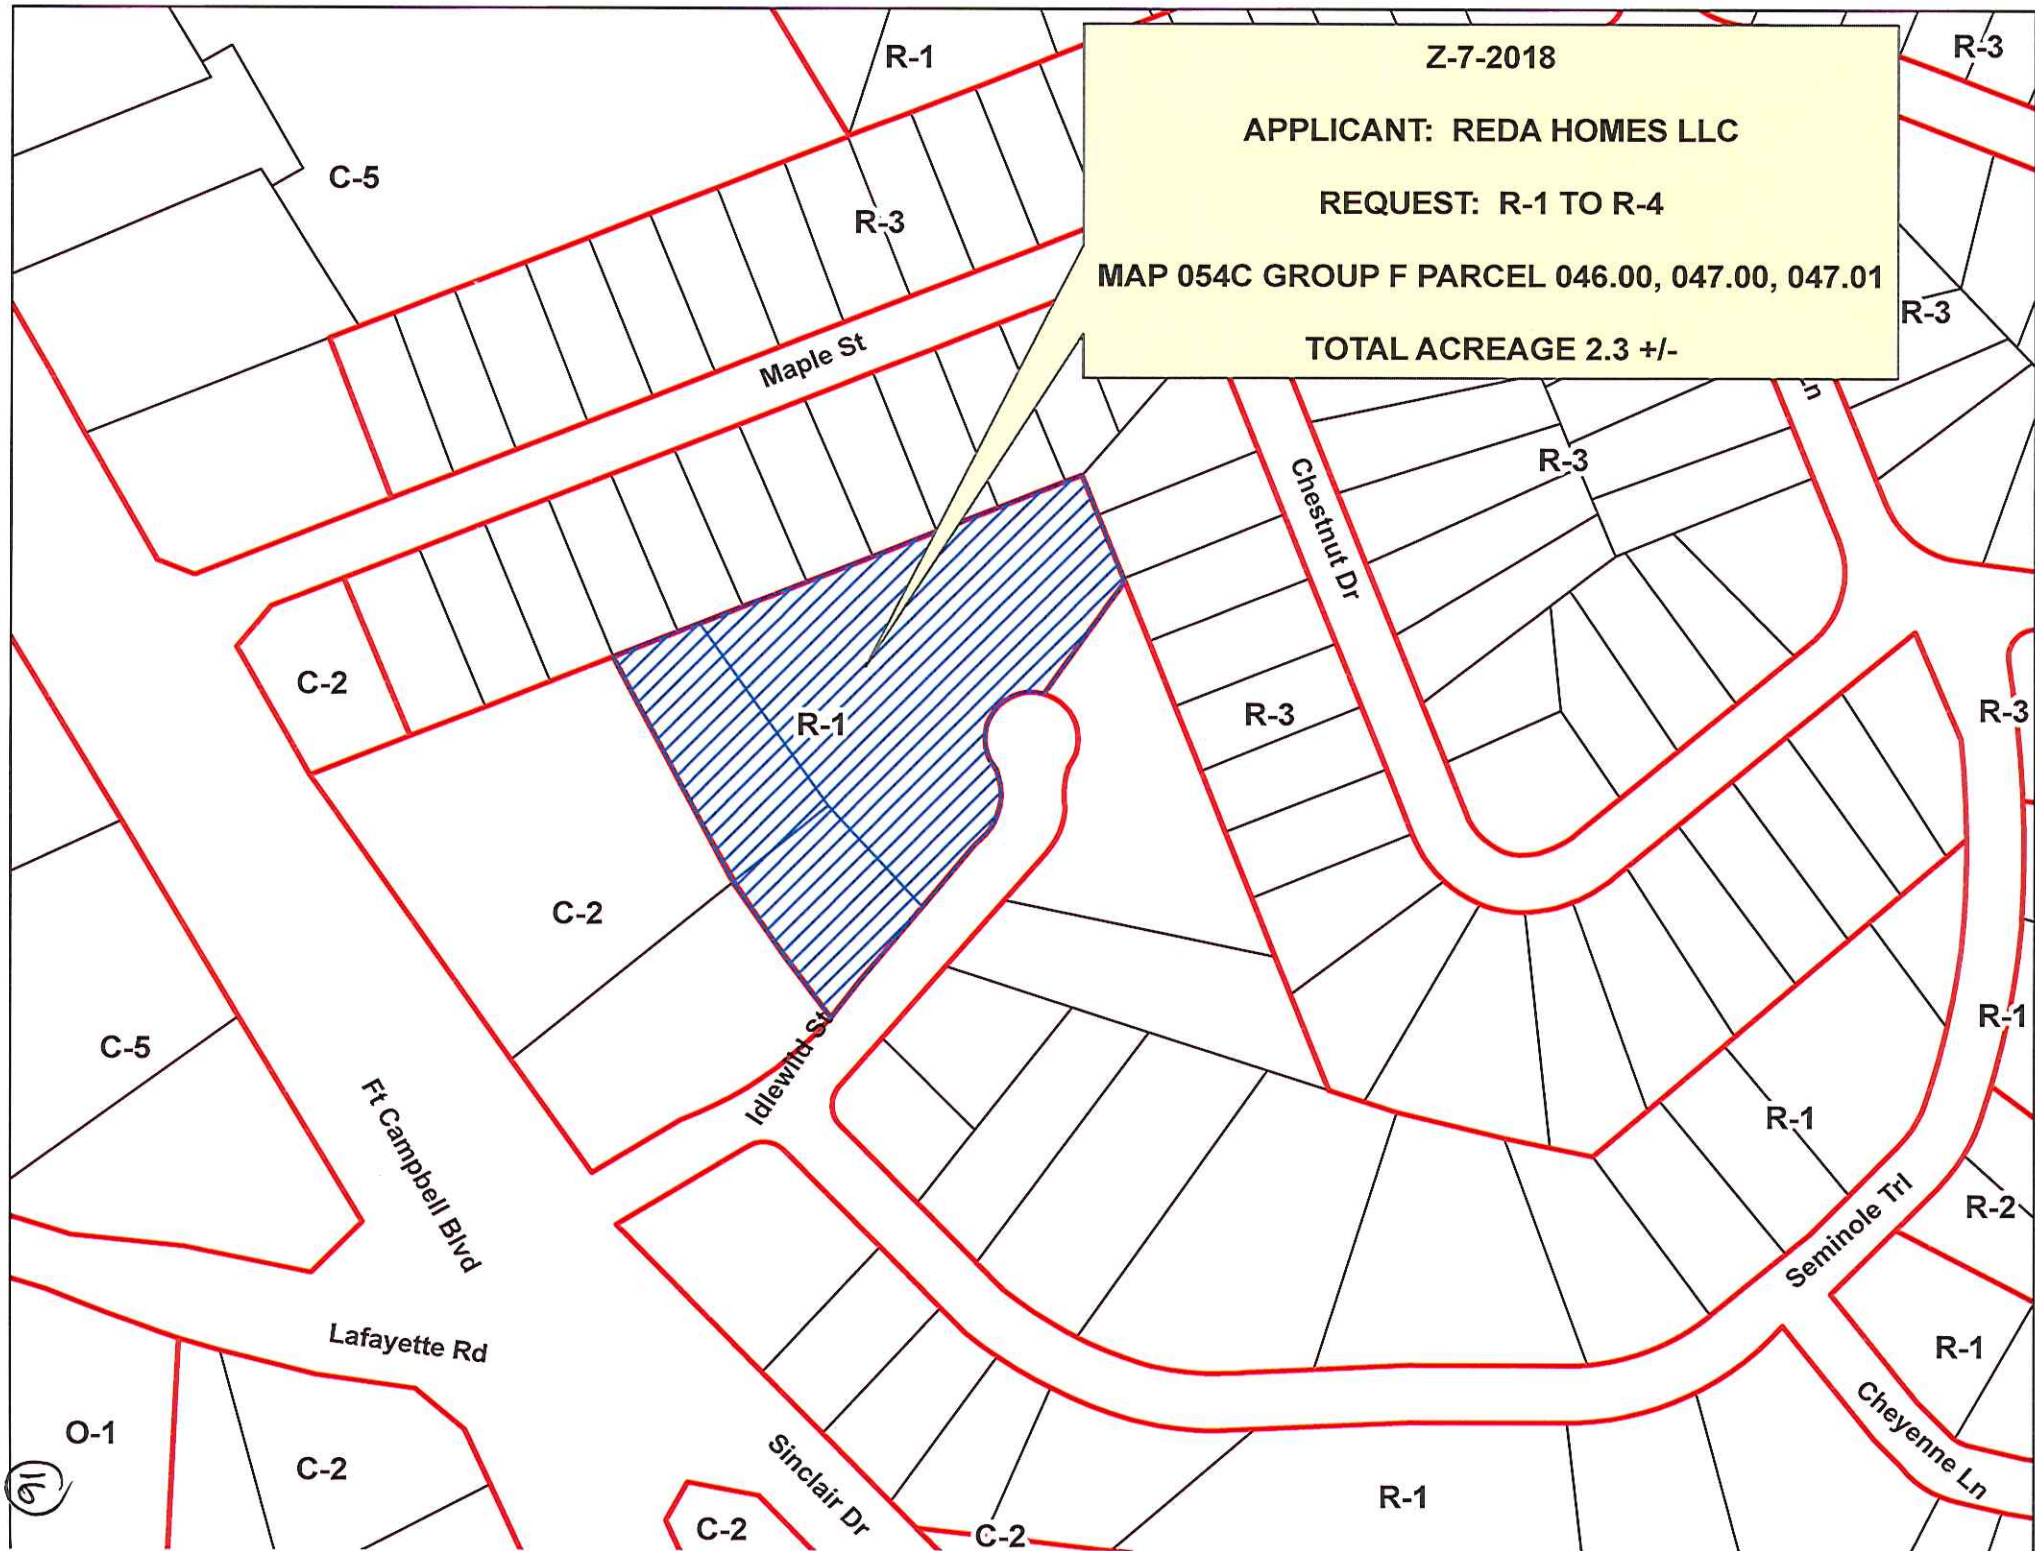 R-1
R-3
Z-7-2018
APPLICANT: REDA HOMES LLC
REQUEST: R-1 TO R-4
MAP 054C GROUP F PARCEL 046.00, 047.00, 047.01
TOTAL ACREAGE 2.3 +/-
C-5
R-3
R-3
Maple St
Ln
R-3
Chestnut Dr
C-2
R-1
R-3
R-3
C-2
C-5
R-1
Idlewild St
Ft Campbell Blvd
R-1
R-2
Seminole Trl
Lafayette Rd
R-1
O-1
C-2
Cheyenne Ln
Sinclair Dr
R-1
C-2
C-2
16